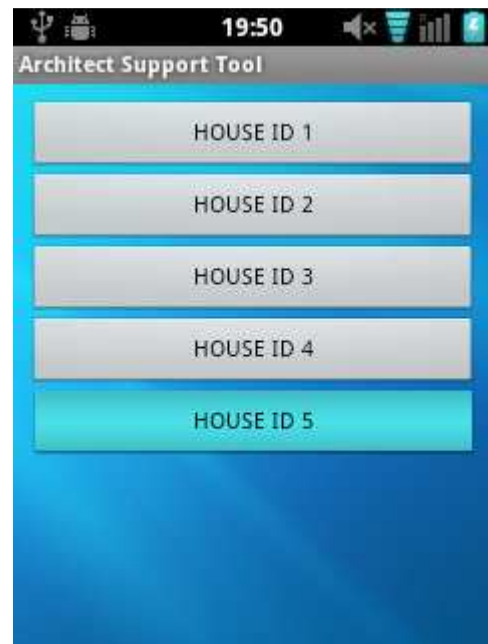 19:50
Architect Support Tool
HOUSE ID 1
HOUSE ID 2
HOUSE ID 3
HOUSE ID 4
HOUSE ID 5